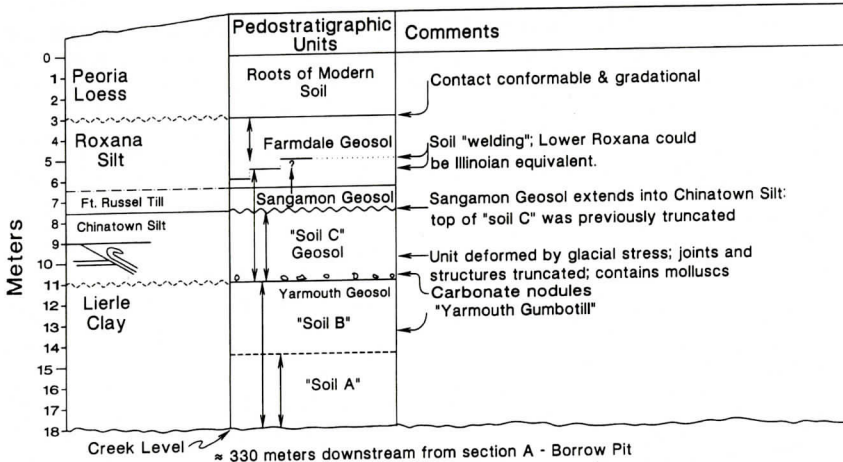 Pedostratigraphic
Units
Comments
Meters
0
1
2
3
4
5
6
7
8
9
10
11
12
13
14
15
16
17
18
Peoria
Loess
Roxana
Silt
Ft. Russel Till
Chinatown Silt
Lierle
Clay
Roots of Modern
Soil
Farmdale Geosol
?
Sangamon Geosol
"Soil C"
Geosol
Yarmouth Geosol
"Soil B"
"Soil A"
Contact conformable & gradational
Soil "welding"; Lower Roxana could
be Illinoian equivalent.
Sangamon Geosol extends into Chinatown Silt:
top of "soil C" was previously truncated
Unit deformed by glacial stress; joints and
structures truncated; contains molluscs
Carbonate nodules
"Yarmouth Gumbotill"
Creek Level
≈ 330 meters downstream from section A - Borrow Pit